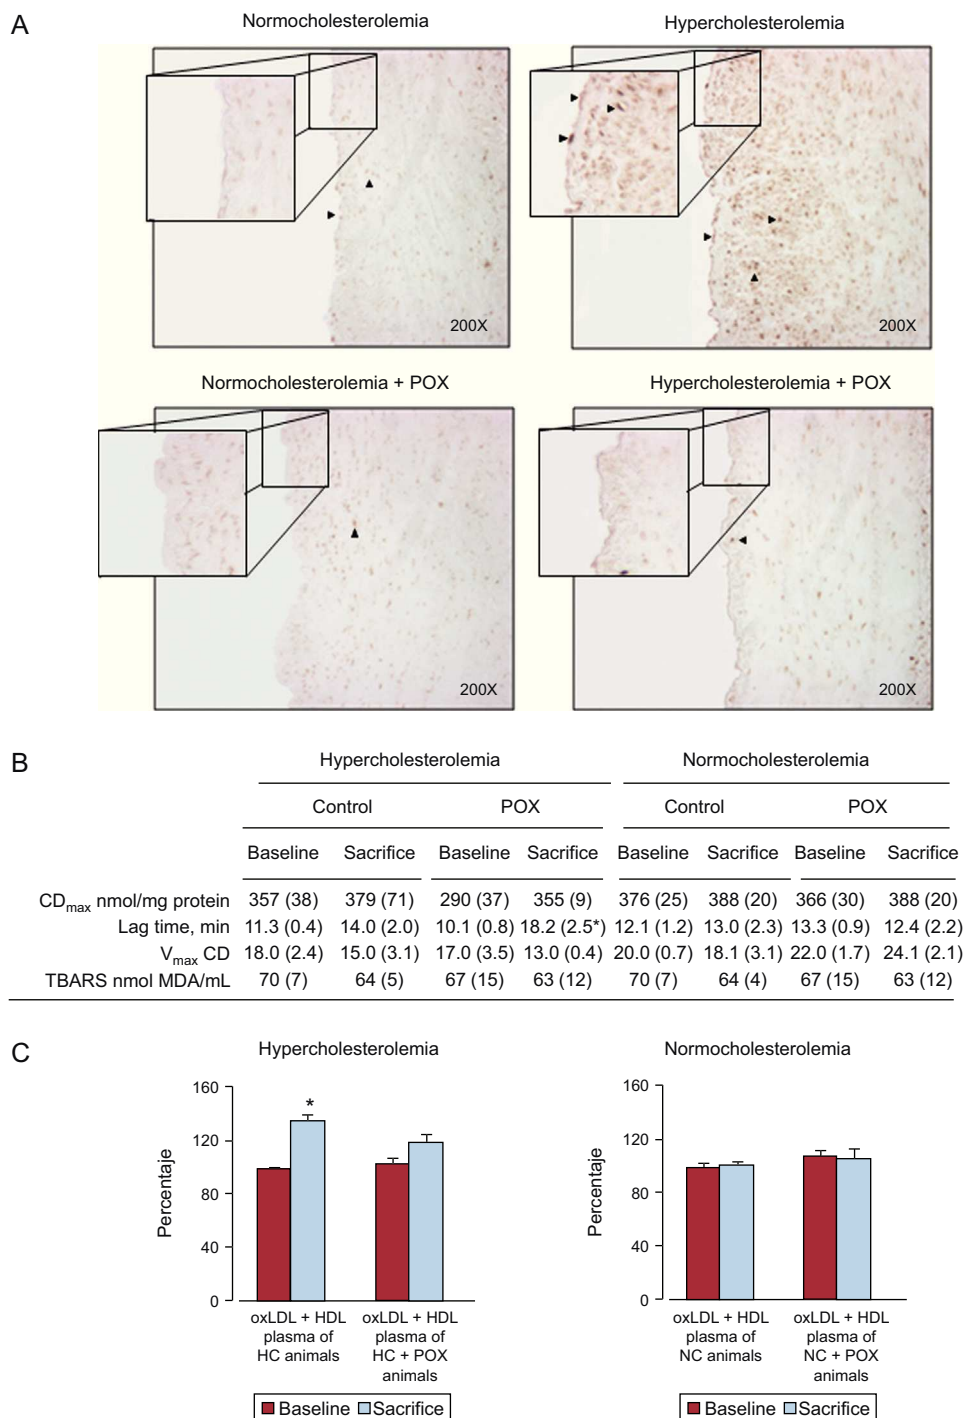 A
Normocholesterolemia
Hypercholesterolemia
200X
200X
Normocholesterolemia + POX
Hypercholesterolemia + POX
200X
200X
B
Hypercholesterolemia Normocholesterolemia
Control POX Control POX
Baseline Sacrifice Baseline Sacrifice Baseline Sacrifice Baseline Sacrifice
CDmax nmol/mg protein 357 (38) 379 (71) 290 (37) 355 (9) 376 (25) 388 (20) 366 (30) 388 (20)
Lag time, min 11.3 (0.4) 14.0 (2.0) 10.1 (0.8) 18.2 (2.5*) 12.1 (1.2) 13.0 (2.3) 13.3 (0.9) 12.4 (2.2)
Vmax CD 18.0 (2.4) 15.0 (3.1) 17.0 (3.5) 13.0 (0.4) 20.0 (0.7) 18.1 (3.1) 22.0 (1.7) 24.1 (2.1)
TBARS nmol MDA/mL 70 (7) 64 (5) 67 (15) 63 (12) 70 (7) 64 (4) 67 (15) 63 (12)
C
Hypercholesterolemia
Percentaje
160
120
80
40
0
*
oxLDL + HDL
plasma of
HC animals
oxLDL + HDL
plasma of
HC + POX
animals
Baseline Sacrifice
Normocholesterolemia
Percentaje
160
120
80
40
0
oxLDL + HDL
plasma of
NC animals
oxLDL + HDL
plasma of
NC + POX
animals
Baseline Sacrifice